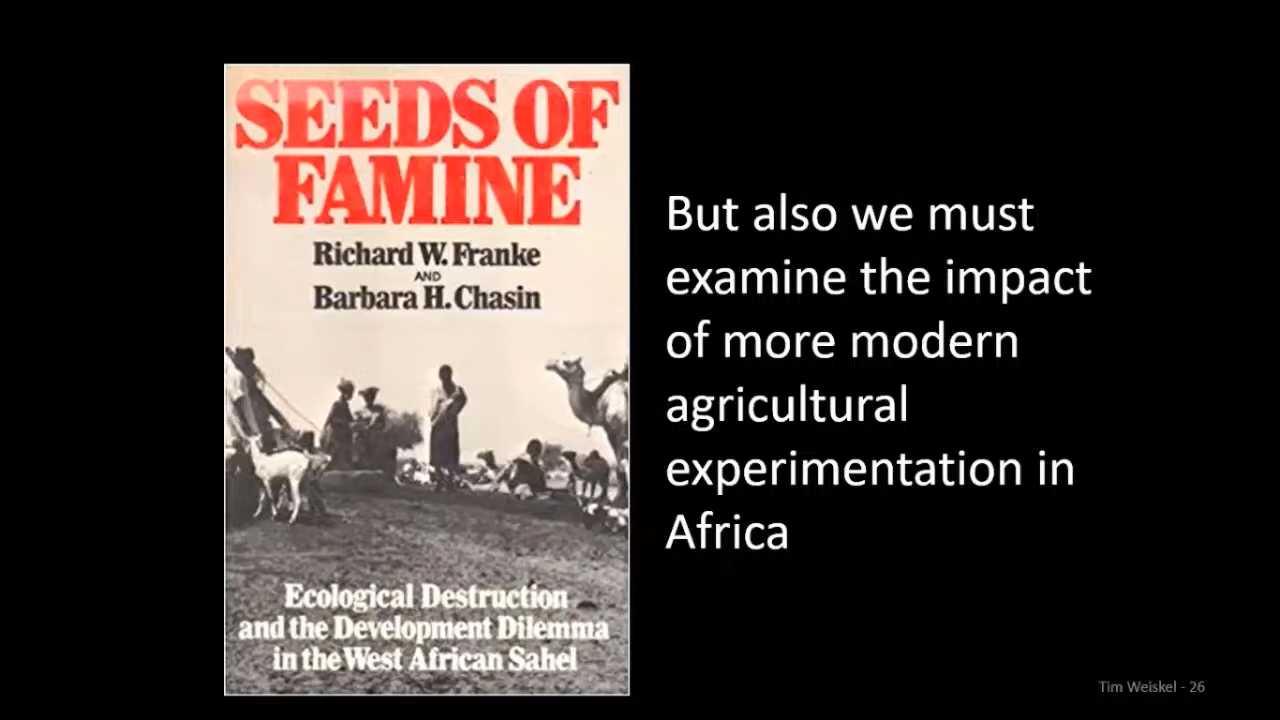 SEEDS OF
FAMINE
Richard W. Franke
AND
Barbara H. Chasin
Ecological Destruction
and the Development Dilemma
in the West African Sahel
But also we must
examine the impact
of more modern
agricultural
experimentation in
Africa
Tim Weiskel - 26